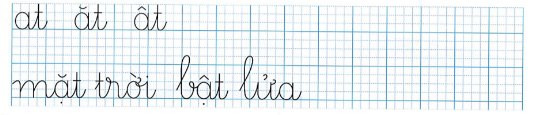 at ăt ât
mặt trời bật lửa